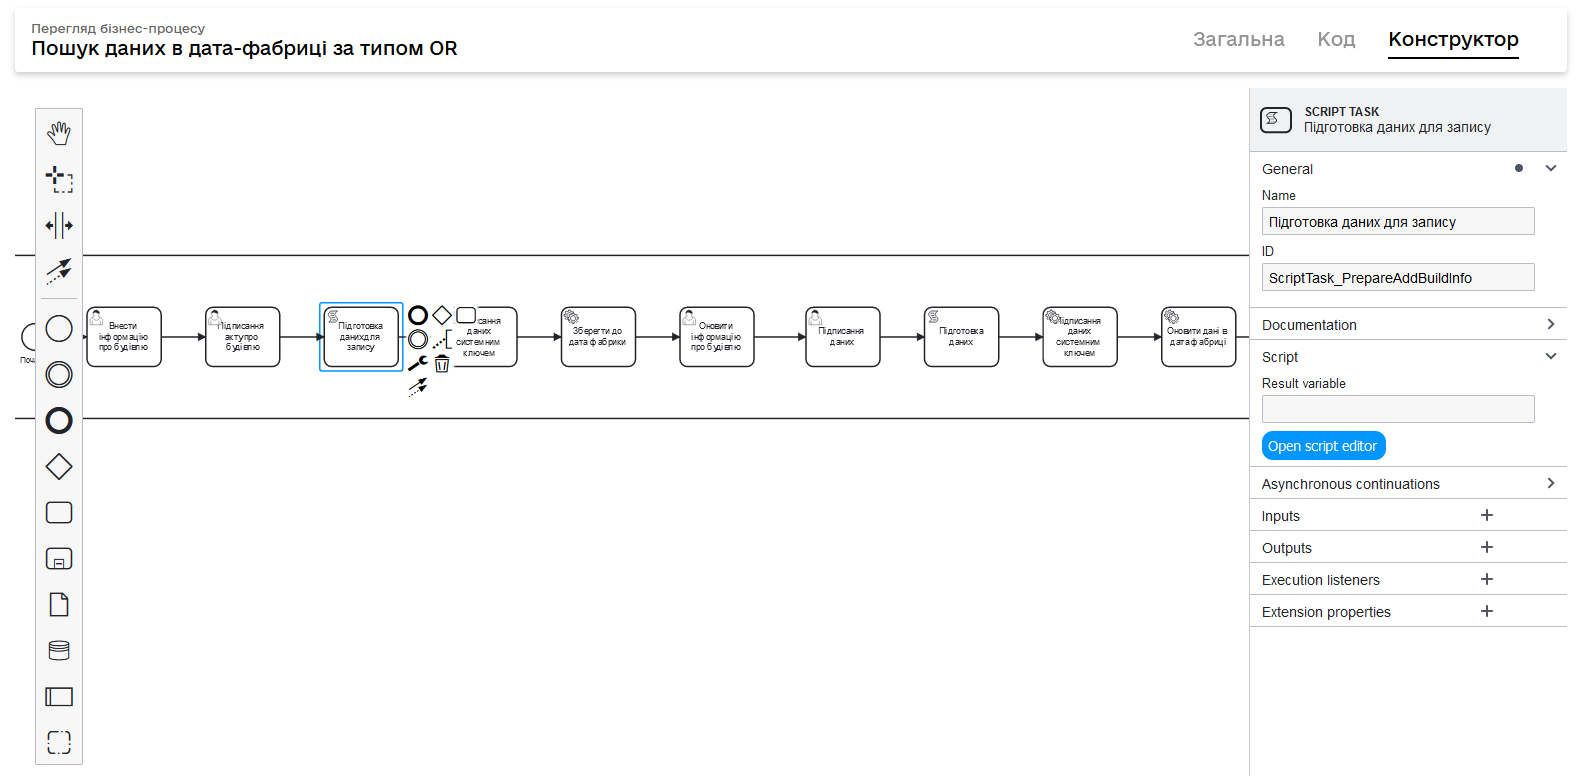 Перегляд бізнес-процесу
Пошук даних в дата-фабриці за типом OR
Загальна
Код
Конструктор
Поч
Внести
інформацію
про будівлю
Підписання
акту про
будівлю
Підготовка
даних для
запису
сання
даних
системним
ключем
Зберегти до
дата фабрики
Оновити
інформацію
про будівлю
Підписання
даних
Підготовка
даних
Підписання
даних
системним
ключем
Оновити дані в
дата фабриці
SCRIPT TASK
Підготовка даних для запису
General
Name
Підготовка даних для запису
ID
ScriptTask_PrepareAddBuildInfo
Documentation
Script
Result variable
Open script editor
Asynchronous continuations
Inputs
Outputs
Execution listeners
Extension properties